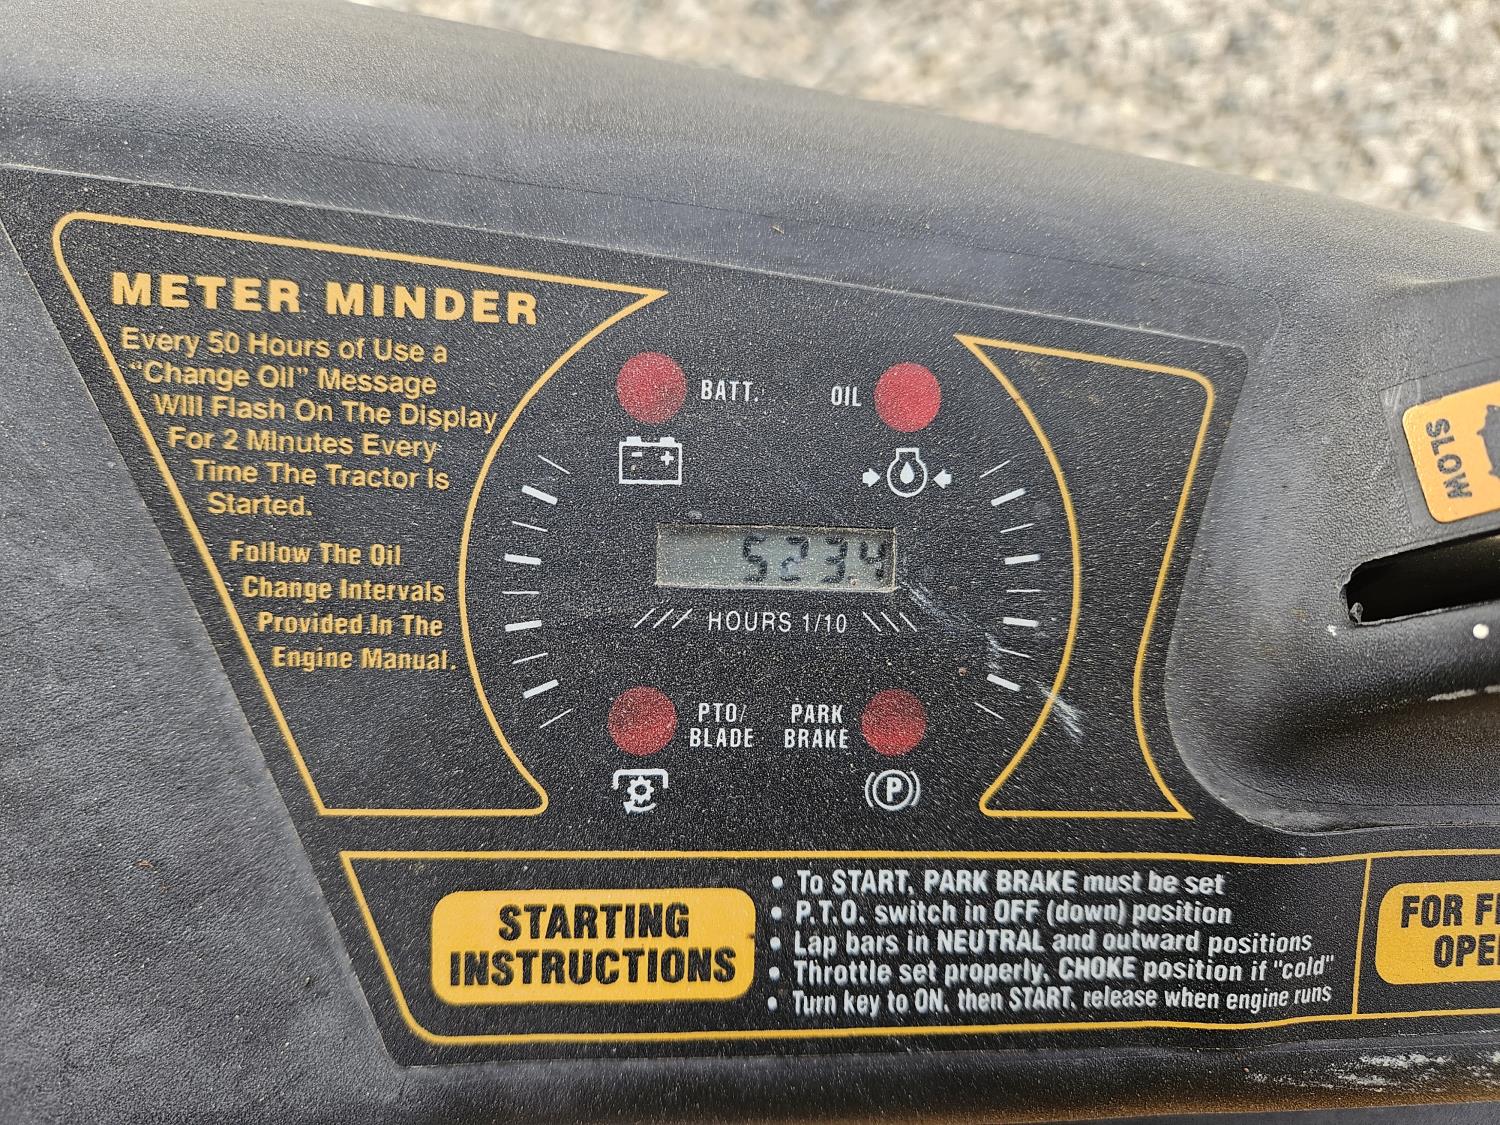 METER MINDER
Every 50 Hours of Use a
"Change Oil" Message
Will Flash On The Display
For 2 Minutes Every
Time The Tractor Is
Started.
Follow The Oil
Change Intervals
Provided In The
Engine Manual.
BATT.
OIL
- +
523.4
HOURS 1/10
PTO/
BLADE
PARK
BRAKE
P
SLOW
STARTING
INSTRUCTIONS
• To START, PARK BRAKE must be set
• P.T.O. switch in OFF (down) position
• Lap bars in NEUTRAL and outward positions
• Throttle set properly, CHOKE position if "cold"
• Turn key to ON, then START, release when engine runs
FOR